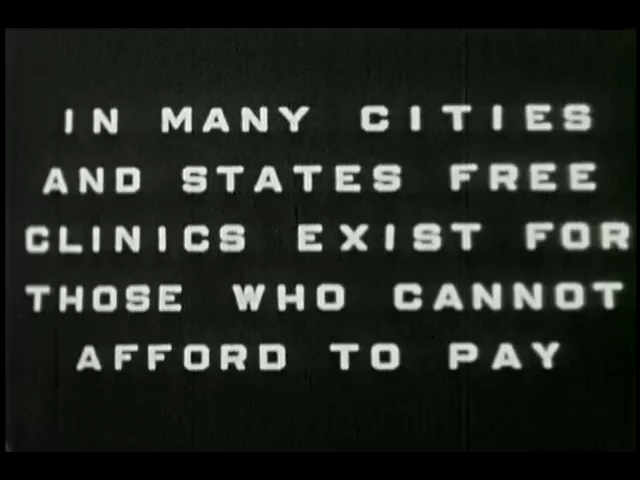 IN MANY CITIES
AND STATES FREE
CLINICS EXIST FOR
THOSE WHO CANNOT
AFFORD TO PAY